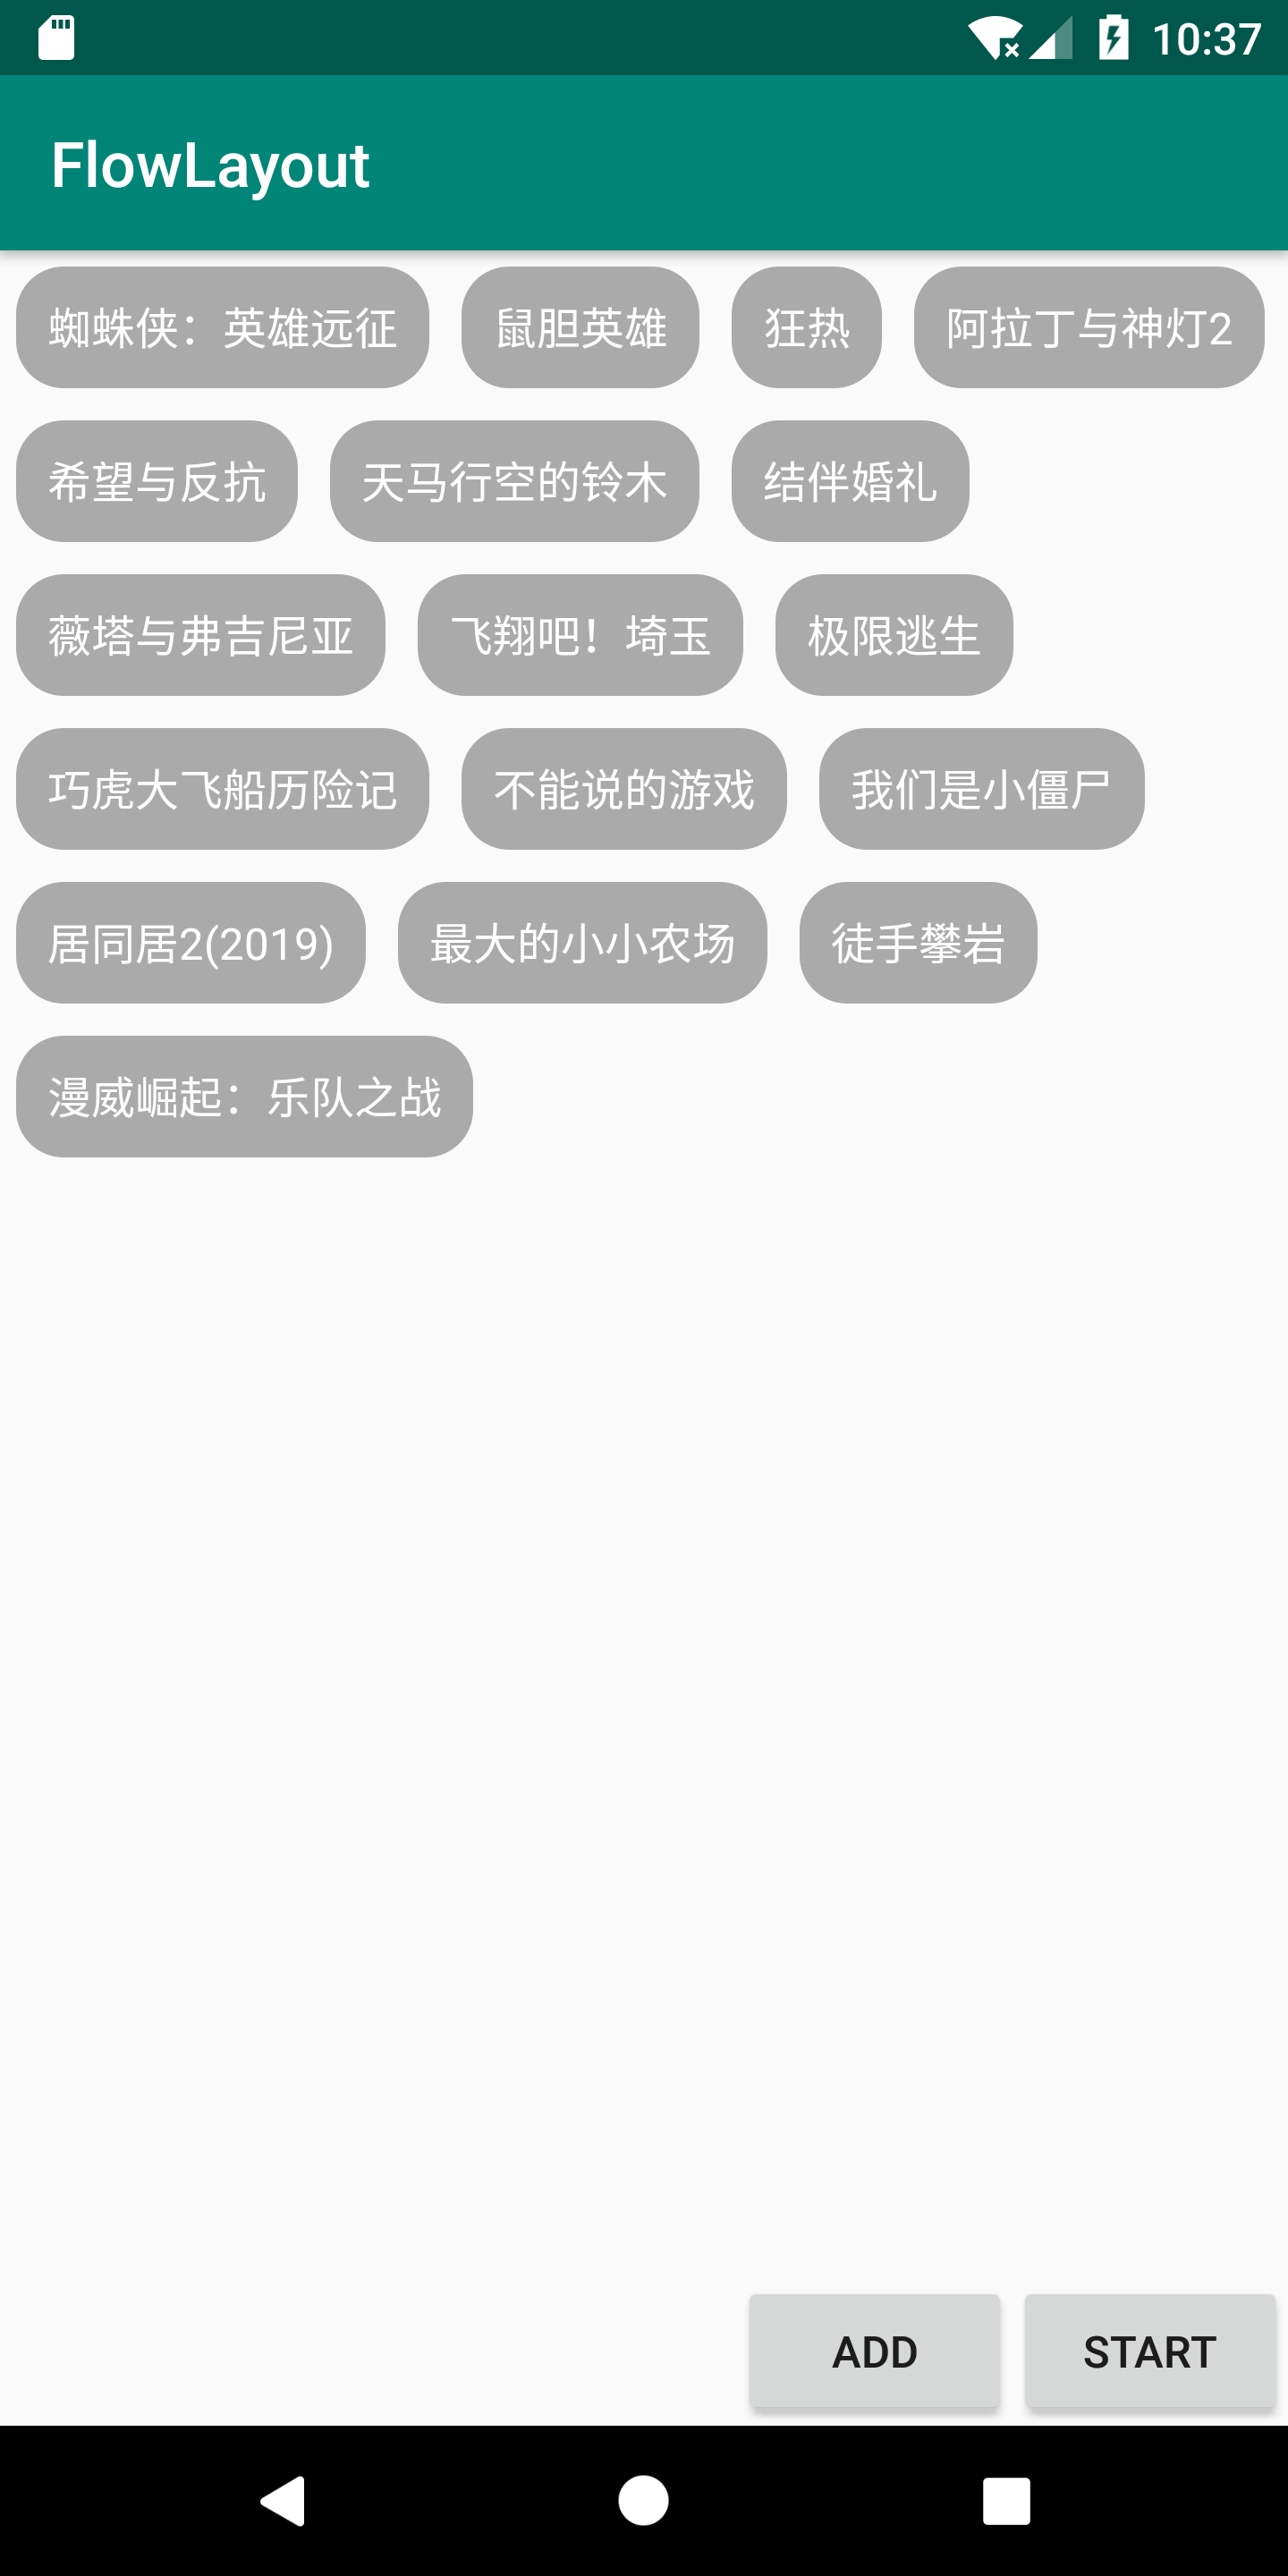 10:37
FlowLayout
蜘蛛侠：英雄远征 鼠胆英雄 狂热 阿拉丁与神灯2
希望与反抗 天马行空的铃木 结伴婚礼
薇塔与弗吉尼亚 飞翔吧！埼玉 极限逃生
巧虎大飞船历险记 不能说的游戏 我们是小僵尸
居同居2(2019) 最大的小小农场 徒手攀岩
漫威崛起：乐队之战
ADD START